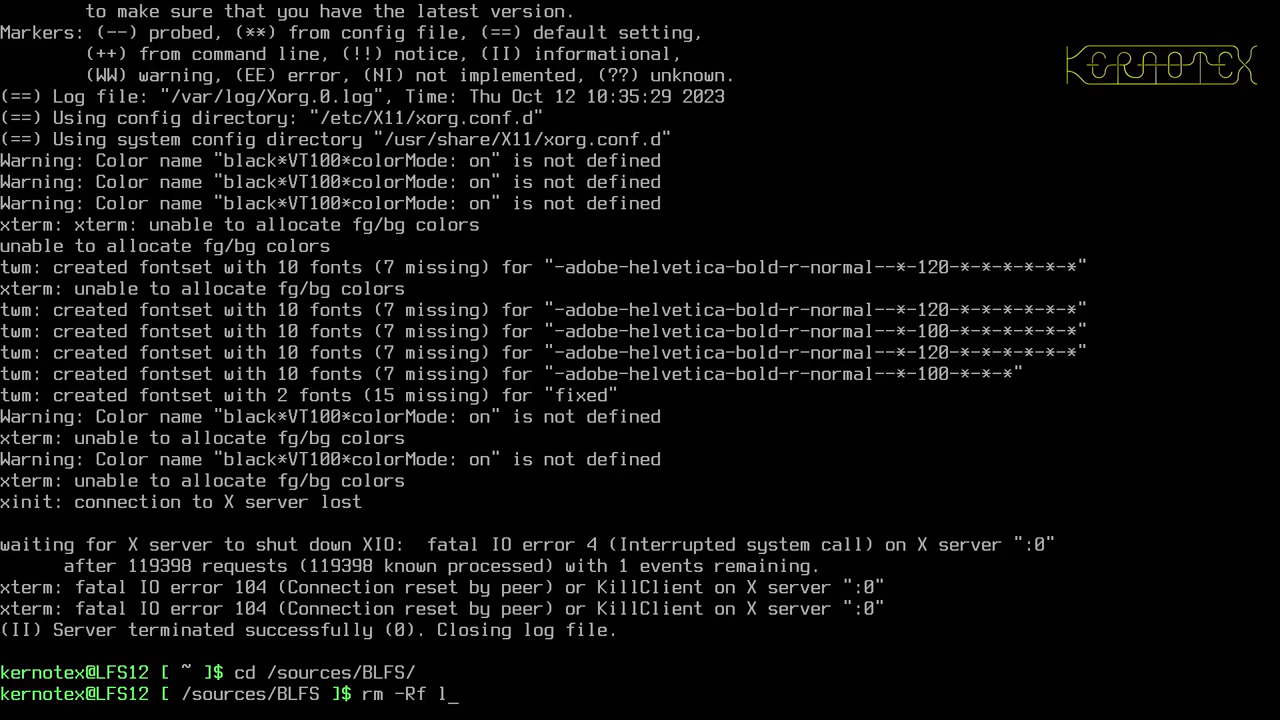 to make sure that you have the latest version.
Markers: (--) probed, (**) from config file, (==) default setting,
        (++) from command line, (!!) notice, (II) informational,
        (WW) warning, (EE) error, (NI) not implemented, (??) unknown.
(==) Log file: "/var/log/Xorg.0.log", Time: Thu Oct 12 10:35:29 2023
(==) Using config directory: "/etc/X11/xorg.conf.d"
(==) Using system config directory "/usr/share/X11/xorg.conf.d"
Warning: Color name "black*VT100*colorMode: on" is not defined
Warning: Color name "black*VT100*colorMode: on" is not defined
Warning: Color name "black*VT100*colorMode: on" is not defined
xterm: xterm: unable to allocate fg/bg colors
unable to allocate fg/bg colors
twm: created fontset with 10 fonts (7 missing) for "-adobe-helvetica-bold-r-normal--*-120-*-*-*-*-*-*"
xterm: unable to allocate fg/bg colors
twm: created fontset with 10 fonts (7 missing) for "-adobe-helvetica-bold-r-normal--*-120-*-*-*-*-*-*"
twm: created fontset with 10 fonts (7 missing) for "-adobe-helvetica-bold-r-normal--*-100-*-*-*-*-*-*"
twm: created fontset with 10 fonts (7 missing) for "-adobe-helvetica-bold-r-normal--*-120-*-*-*-*-*-*"
twm: created fontset with 10 fonts (7 missing) for "-adobe-helvetica-bold-r-normal--*-100-*-*-*"
twm: created fontset with 2 fonts (15 missing) for "fixed"
Warning: Color name "black*VT100*colorMode: on" is not defined
xterm: unable to allocate fg/bg colors
Warning: Color name "black*VT100*colorMode: on" is not defined
xterm: unable to allocate fg/bg colors
xinit: connection to X server lost
waiting for X server to shut down XIO:  fatal IO error 4 (Interrupted system call) on X server ":0"
      after 119398 requests (119398 known processed) with 1 events remaining.
xterm: fatal IO error 104 (Connection reset by peer) or KillClient on X server ":0"
xterm: fatal IO error 104 (Connection reset by peer) or KillClient on X server ":0"
(II) Server terminated successfully (0). Closing log file.
kernotex@LFS12 [ ~ ]$ cd /sources/BLFS/
kernotex@LFS12 [ /sources/BLFS ]$ rm -Rf l_
KERNOTEX